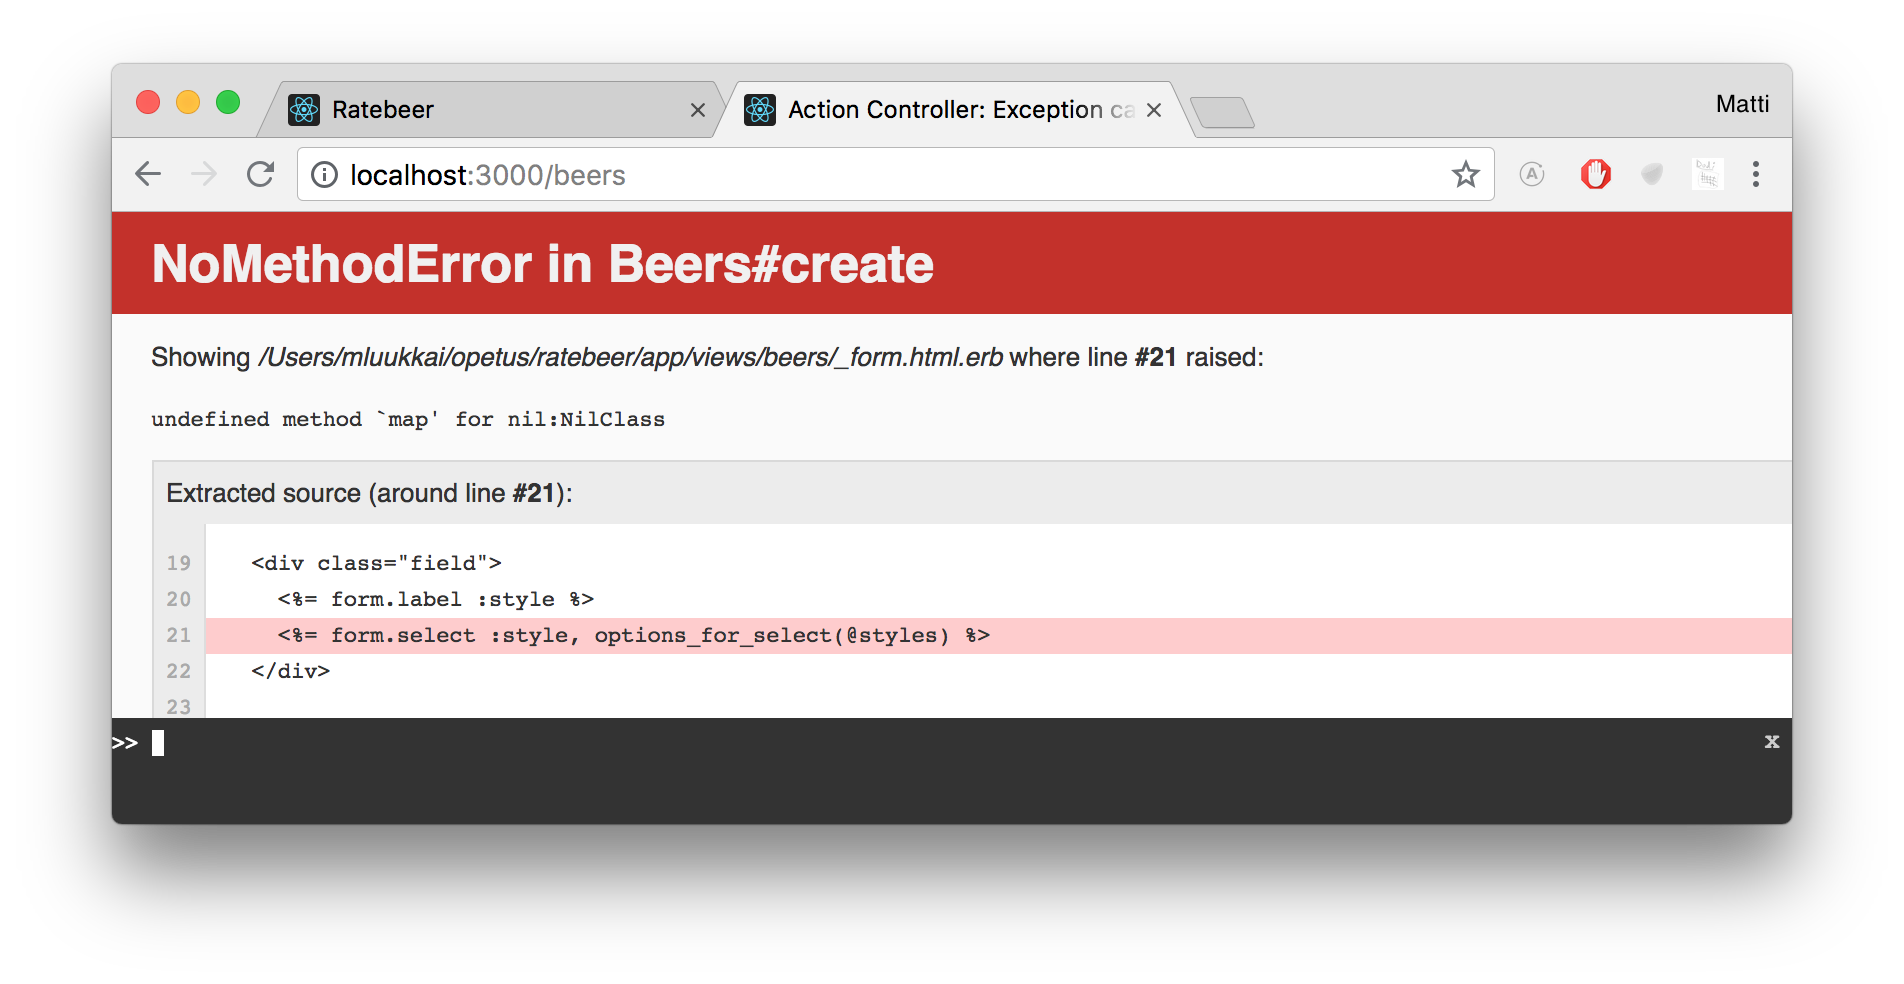 Ratebeer
Action Controller: Exception ca
Matti
localhost:3000/beers
NoMethodError in Beers#create
Showing /Users/mluukkai/opetus/ratebeer/app/views/beers/_form.html.erb where line #21 raised:
undefined method `map' for nil:NilClass
Extracted source (around line #21):
19 <div class="field">
20 <%= form.label :style %>
21 <%= form.select :style, options_for_select(@styles) %>
22 </div>
23
>>
x